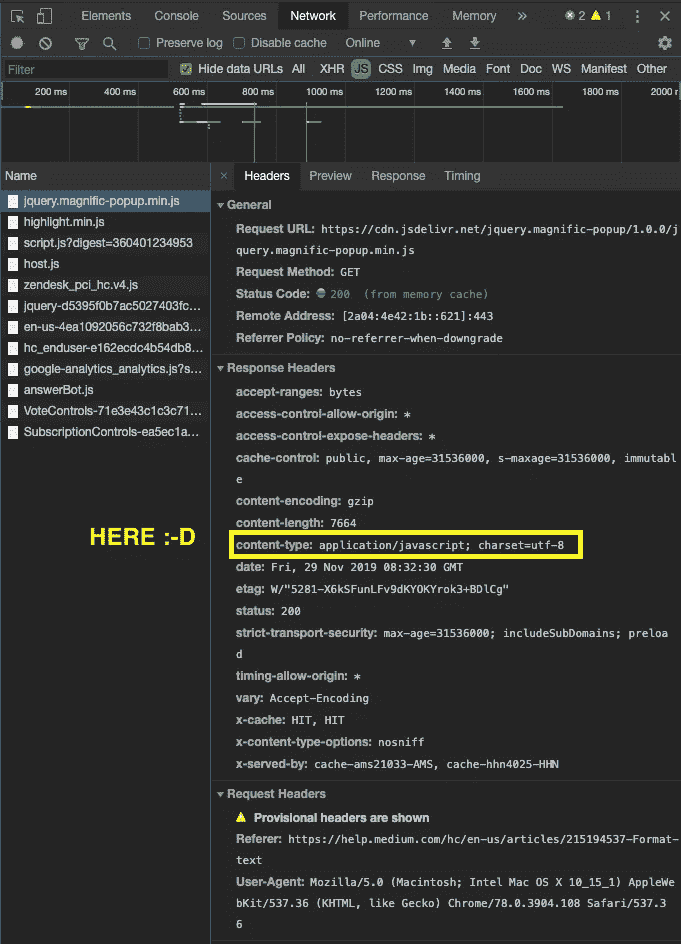 Elements Console Sources Network Performance Memory » 2 1
Preserve log Disable cache Online
Filter Hide data URLs All XHR JS CSS Img Media Font Doc WS Manifest Other
200 ms 400 ms 600 ms 800 ms 1000 ms 1200 ms 1400 ms 1600 ms 1800 ms 2000 r
Name
jquery.magnific-popup.min.js
highlight.min.js
script.js?digest=360401234953
host.js
zendesk_pci_hc.v4.js
jquery-d5395f0b7ac5027403fc...
en-us-4ea1092056c732f8bab3...
hc_enduser-e162ecdc4b54db8...
google-analytics_analytics.js?s...
answerBot.js
VoteControls-71e3e43c1c3c71...
SubscriptionControls-ea5ec1a...
HERE :-D
× Headers Preview Response Timing
General
Request URL: https://cdn.jsdelivr.net/jquery.magnific-popup/1.0.0/j
query.magnific-popup.min.js
Request Method: GET
Status Code: 200 (from memory cache)
Remote Address: [2a04:4e42:1b::621]:443
Referrer Policy: no-referrer-when-downgrade
Response Headers
accept-ranges: bytes
access-control-allow-origin: *
access-control-expose-headers: *
cache-control: public, max-age=31536000, s-maxage=31536000, immutabl
e
content-encoding: gzip
content-length: 7664
content-type: application/javascript; charset=utf-8
date: Fri, 29 Nov 2019 08:32:30 GMT
etag: W/"5281-X6kSFunLFv9dKYOKYrok3+BDlCg"
status: 200
strict-transport-security: max-age=31536000; includeSubDomains; preloa
d
timing-allow-origin: *
vary: Accept-Encoding
x-cache: HIT, HIT
x-content-type-options: nosniff
x-served-by: cache-ams21033-AMS, cache-hhn4025-HHN
Request Headers
Provisional headers are shown
Referer: https://help.medium.com/hc/en-us/articles/215194537-Format-
text
User-Agent: Mozilla/5.0 (Macintosh; Intel Mac OS X 10_15_1) AppleWe
bKit/537.36 (KHTML, like Gecko) Chrome/78.0.3904.108 Safari/537.3
6